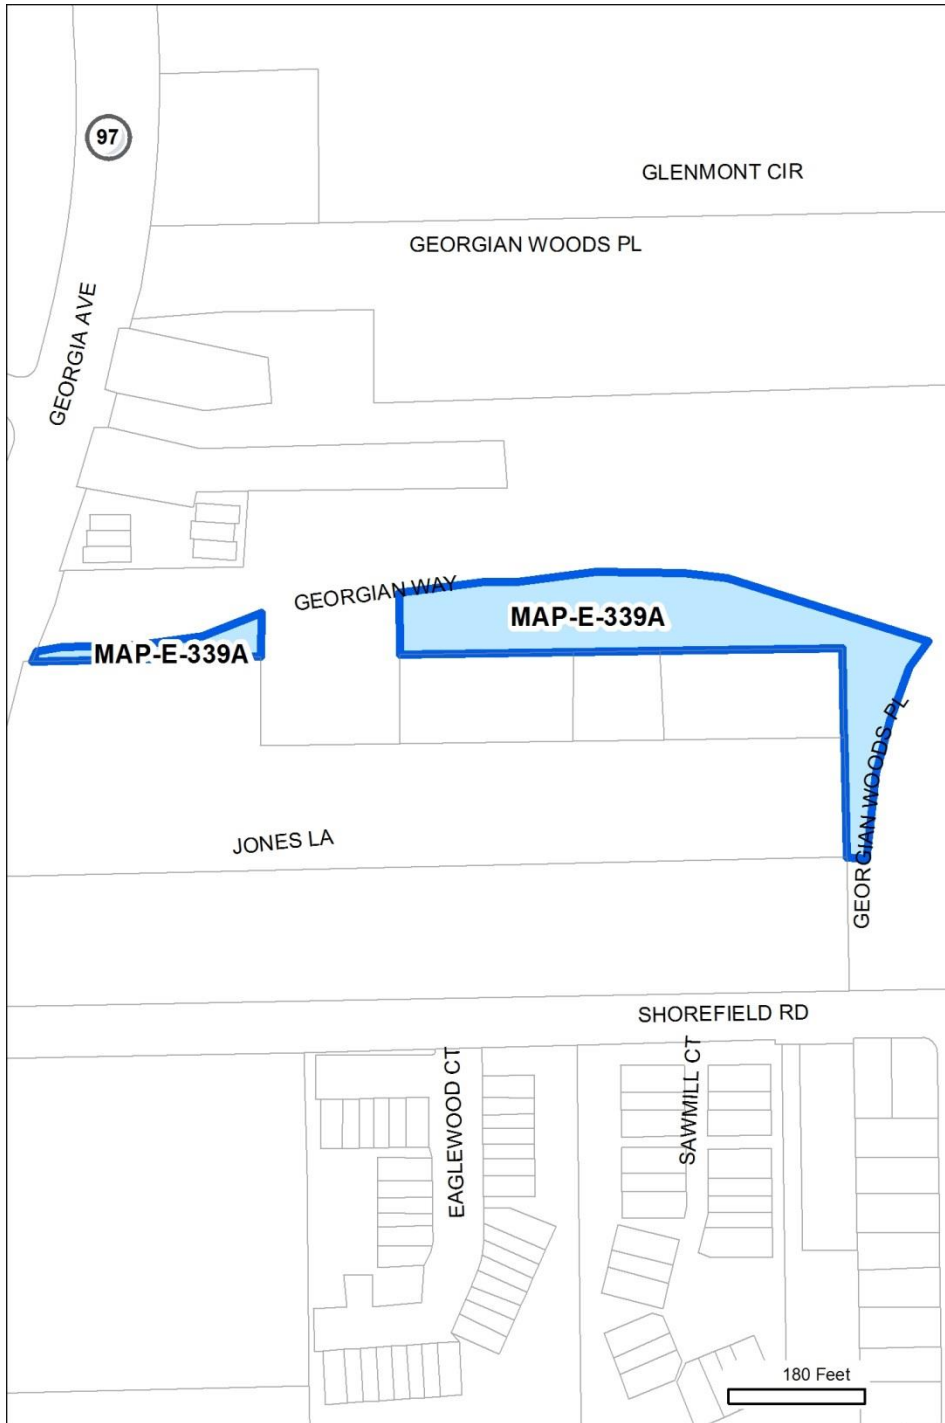 97
GLENMONT CIR
GEORGIAN WOODS PL
GEORGIA AVE
GEORGIAN WAY
MAP-E-339A
MAP-E-339A
GEORGIAN WOODS PL
JONES LA
SHOREFIELD RD
EAGLEWOOD CT
SAWMILL CT
180 Feet